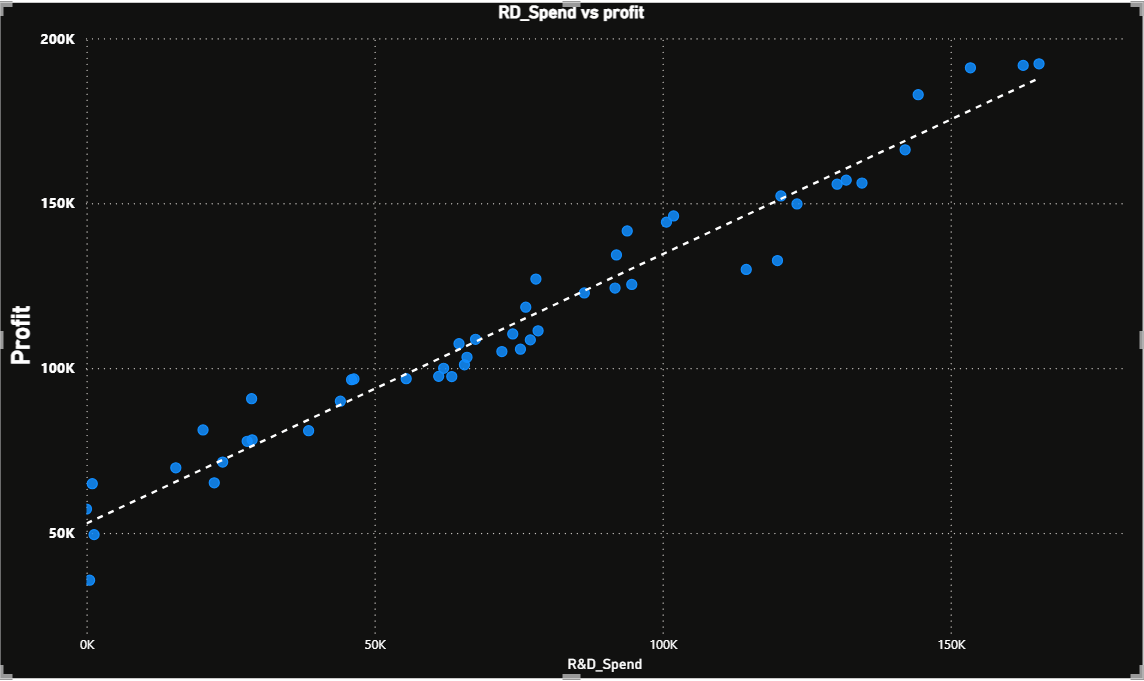 RD_Spend vs profit
200K
150K
100K
50K
Profit
0K 50K 100K 150K
R&D_Spend